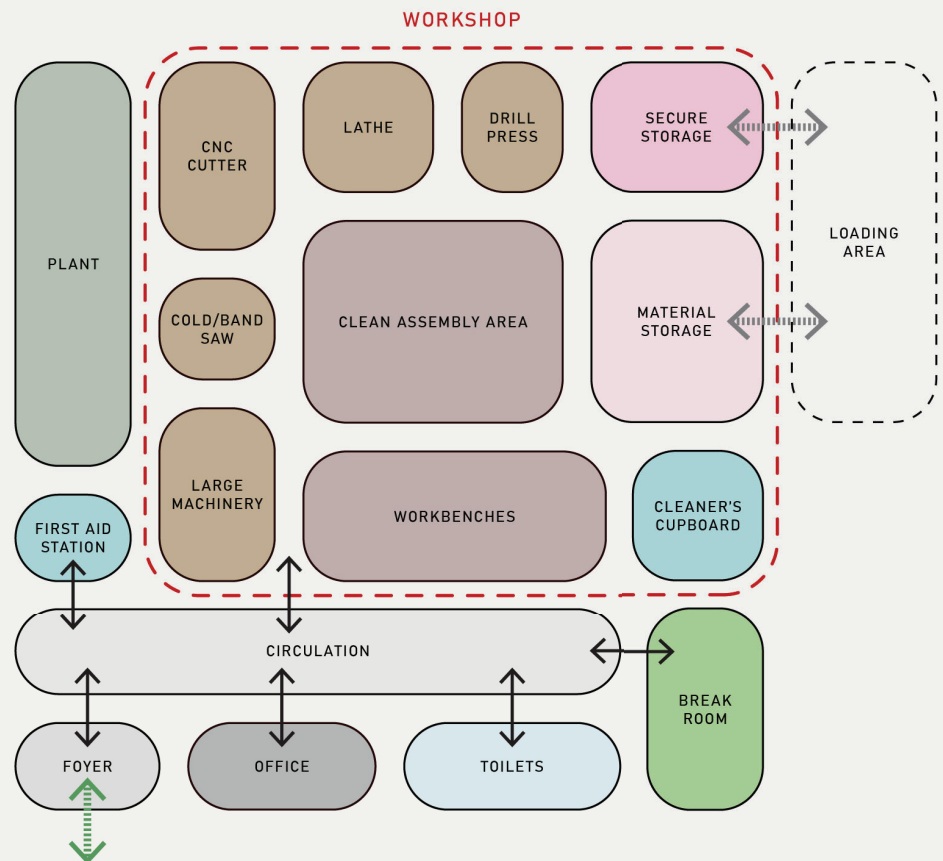 WORKSHOP
CNC
CUTTER
LATHE
DRILL
PRESS
SECURE
STORAGE
PLANT
COLD/BAND
SAW
CLEAN ASSEMBLY AREA
MATERIAL
STORAGE
LOADING
AREA
LARGE
MACHINERY
WORKBENCHES
CLEANER'S
CUPBOARD
FIRST AID
STATION
CIRCULATION
BREAK
ROOM
FOYER
OFFICE
TOILETS